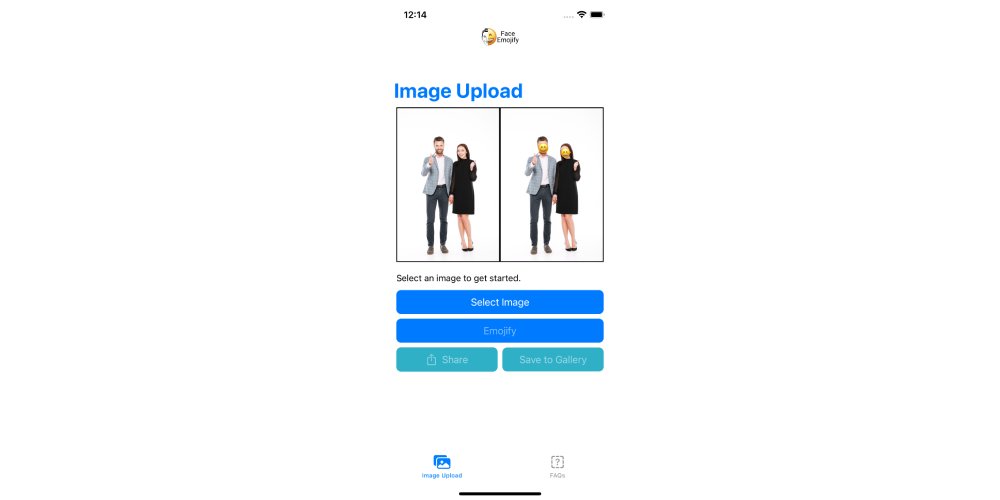 12:14
Face
Emojify
Image Upload
Select an image to get started.
Select Image
Emojify
Share
Save to Gallery
Image Upload
FAQs